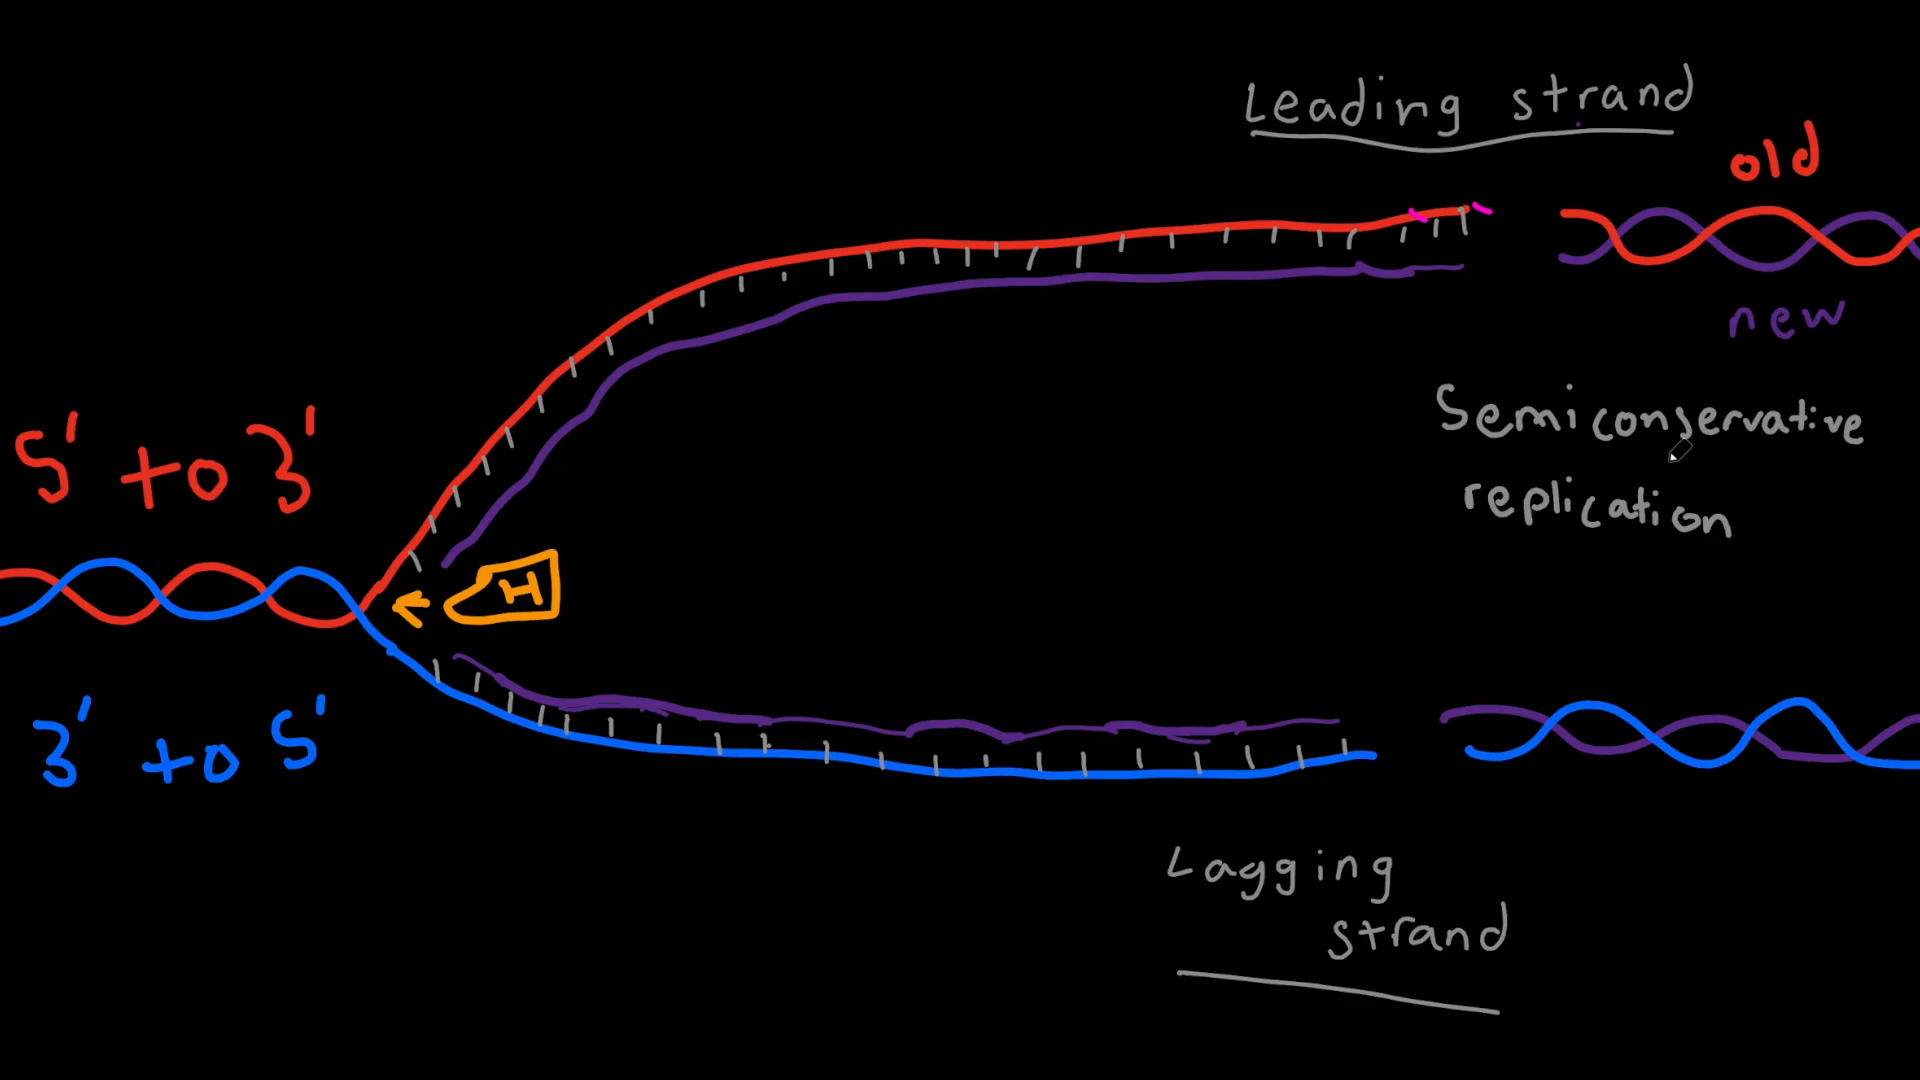 Leading strand
old
new
Semiconservative
replication
5' to 3'
H
3' to 5'
Lagging
strand